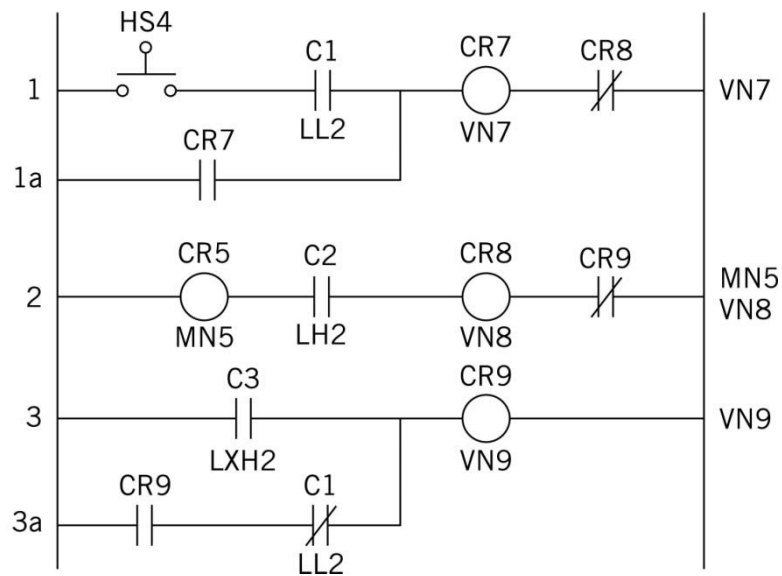 HS4
C1
CR7
CR8
1
LL2
VN7
VN7
CR7
1a
CR5
C2
CR8
CR9
2
MN5
LH2
VN8
MN5
VN8
C3
CR9
3
LXH2
VN9
VN9
CR9
C1
3a
LL2